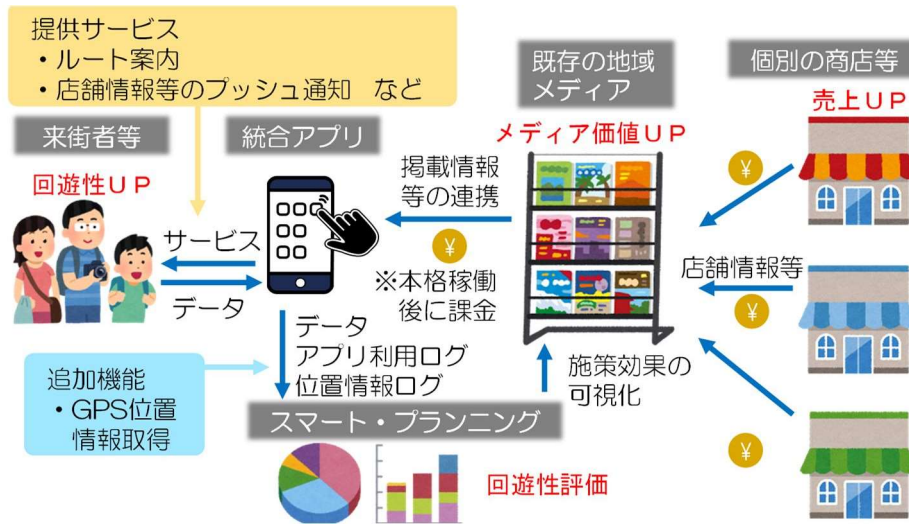 提供サービス
・ルート案内
・店舗情報等のプッシュ通知　など
来街者等
統合アプリ
既存の地域
メディア
個別の商店等
回遊性ＵＰ
メディア価値ＵＰ
売上ＵＰ
掲載情報
等の連携
¥
※本格稼働
後に課金
サービス
データ
¥
店舗情報等
¥
¥
データ
アプリ利用ログ
位置情報ログ
施策効果の
可視化
追加機能
・GPS位置
情報取得
スマート・プランニング
回遊性評価